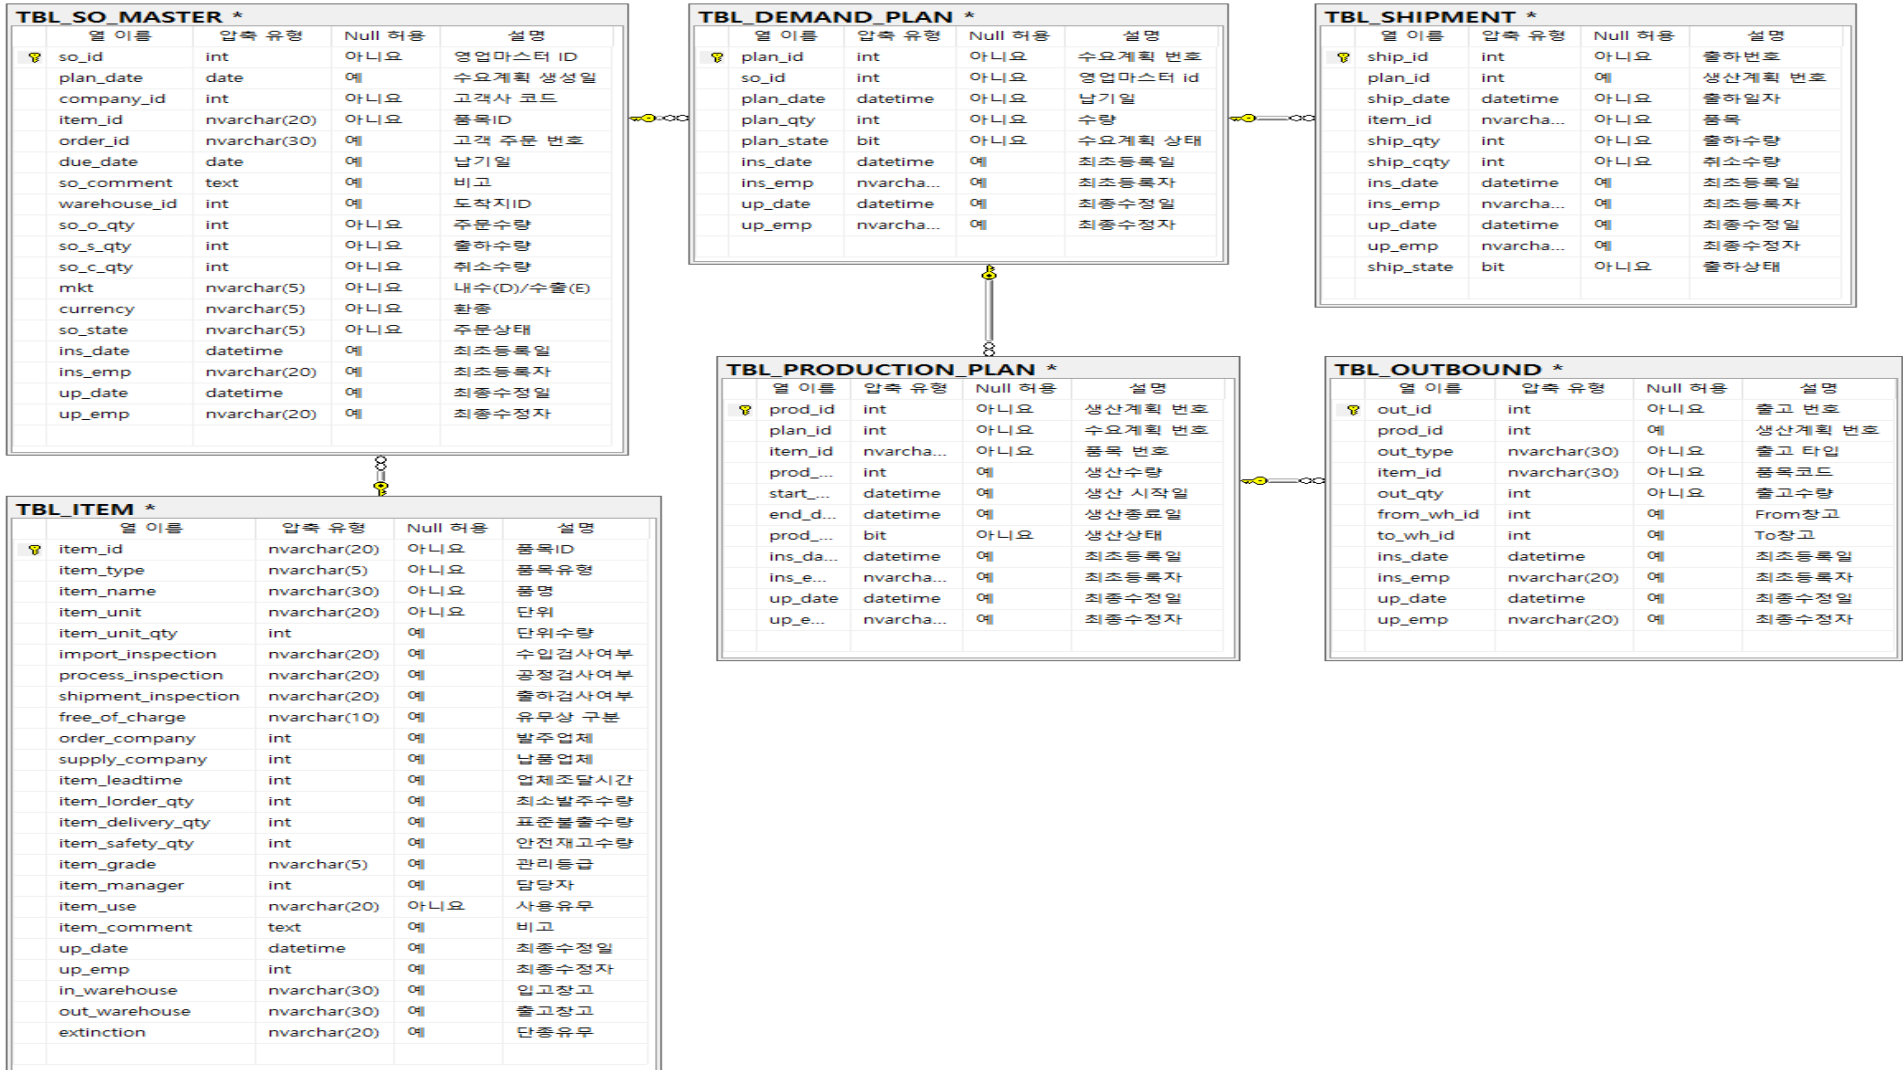 TBL_SO_MASTER *
열 이름 압축 유형 Null 허용 설명
so_id int 아니요 영업마스터 ID
plan_date date 예 수요계획 생성일
company_id int 아니요 고객사 코드
item_id nvarchar(20) 아니요 품목ID
order_id nvarchar(30) 예 고객 주문 번호
due_date date 예 납기일
so_comment text 예 비고
warehouse_id int 예 도착지ID
so_o_qty int 아니요 주문수량
so_s_qty int 아니요 출하수량
so_c_qty int 아니요 취소수량
mkt nvarchar(5) 아니요 내수(D)/수출(E)
currency nvarchar(5) 아니요 환종
so_state nvarchar(5) 아니요 주문상태
ins_date datetime 예 최초등록일
ins_emp nvarchar(20) 예 최초등록자
up_date datetime 예 최종수정일
up_emp nvarchar(20) 예 최종수정자
TBL_DEMAND_PLAN *
열 이름 압축 유형 Null 허용 설명
plan_id int 아니요 수요계획 번호
so_id int 아니요 영업마스터 id
plan_date datetime 아니요 납기일
plan_qty int 아니요 수량
plan_state bit 아니요 수요계획 상태
ins_date datetime 예 최초등록일
ins_emp nvarcha... 예 최초등록자
up_date datetime 예 최종수정일
up_emp nvarcha... 예 최종수정자
TBL_SHIPMENT *
열 이름 압축 유형 Null 허용 설명
ship_id int 아니요 출하번호
plan_id int 예 생산계획 번호
ship_date datetime 아니요 출하일자
item_id nvarcha... 아니요 품목
ship_qty int 아니요 출하수량
ship_cqty int 아니요 취소수량
ins_date datetime 예 최초등록일
ins_emp nvarcha... 예 최초등록자
up_date datetime 예 최종수정일
up_emp nvarcha... 예 최종수정자
ship_state bit 아니요 출하상태
TBL_ITEM *
열 이름 압축 유형 Null 허용 설명
item_id nvarchar(20) 아니요 품목ID
item_type nvarchar(5) 아니요 품목유형
item_name nvarchar(30) 아니요 품명
item_unit nvarchar(20) 아니요 단위
item_unit_qty int 예 단위수량
import_inspection nvarchar(20) 예 수입검사여부
process_inspection nvarchar(20) 예 공정검사여부
shipment_inspection nvarchar(20) 예 출하검사여부
free_of_charge nvarchar(10) 예 유무상 구분
order_company int 예 발주업체
supply_company int 예 납품업체
item_leadtime int 예 업체조달시간
item_lorder_qty int 예 최소발주수량
item_delivery_qty int 예 표준불출수량
item_safety_qty int 예 안전재고수량
item_grade nvarchar(5) 예 관리등급
item_manager int 예 담당자
item_use nvarchar(20) 아니요 사용유무
item_comment text 예 비고
up_date datetime 예 최종수정일
up_emp int 예 최종수정자
in_warehouse nvarchar(30) 예 입고창고
out_warehouse nvarchar(30) 예 출고창고
extinction nvarchar(20) 예 단종유무
TBL_PRODUCTION_PLAN *
열 이름 압축 유형 Null 허용 설명
prod_id int 아니요 생산계획 번호
plan_id int 아니요 수요계획 번호
item_id nvarcha... 아니요 품목 번호
prod_... int 예 생산수량
start_... datetime 예 생산 시작일
end_d... datetime 예 생산종료일
prod_... bit 아니요 생산상태
ins_da... datetime 예 최초등록일
ins_e... nvarcha... 예 최초등록자
up_date datetime 예 최종수정일
up_e... nvarcha... 예 최종수정자
TBL_OUTBOUND *
열 이름 압축 유형 Null 허용 설명
out_id int 아니요 출고 번호
prod_id int 예 생산계획 번호
out_type nvarchar(30) 아니요 출고 타입
item_id nvarchar(30) 아니요 품목코드
out_qty int 아니요 출고수량
from_wh_id int 예 From창고
to_wh_id int 예 To창고
ins_date datetime 예 최초등록일
ins_emp nvarchar(20) 예 최초등록자
up_date datetime 예 최종수정일
up_emp nvarchar(20) 예 최종수정자